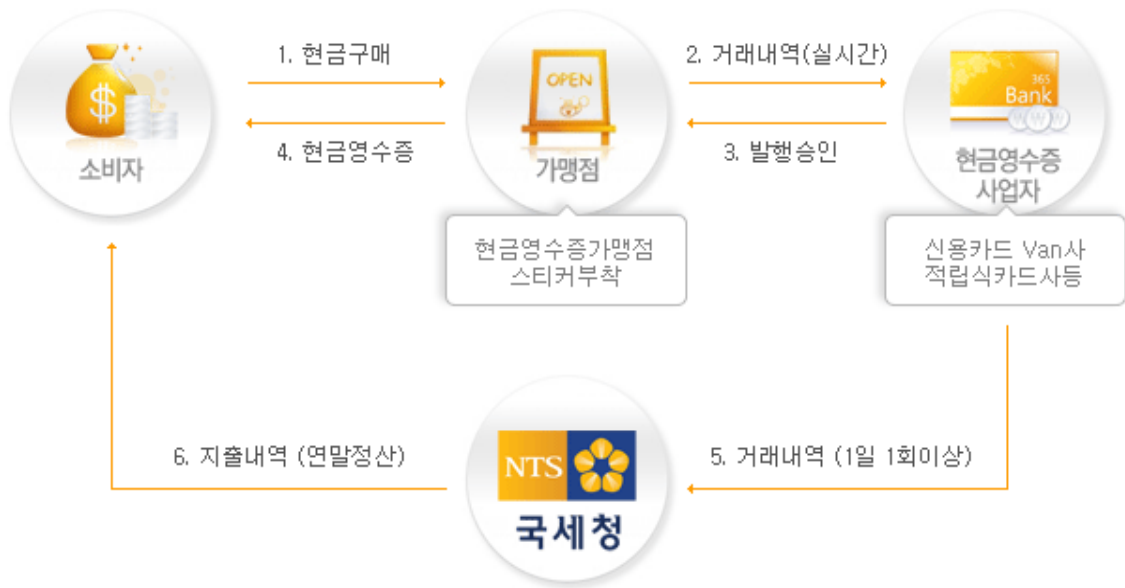 1. 현금구매
2. 거래내역(실시간)
OPEN
365
Bank
4. 현금영수증
3. 발행승인
소비자
가맹점
현금영수증
사업자
현금영수증가맹점
스티커부착
신용카드 Van사
적립식카드사등
6. 지출내역 (연말정산)
5. 거래내역 (1일 1회이상)
NTS
국세청